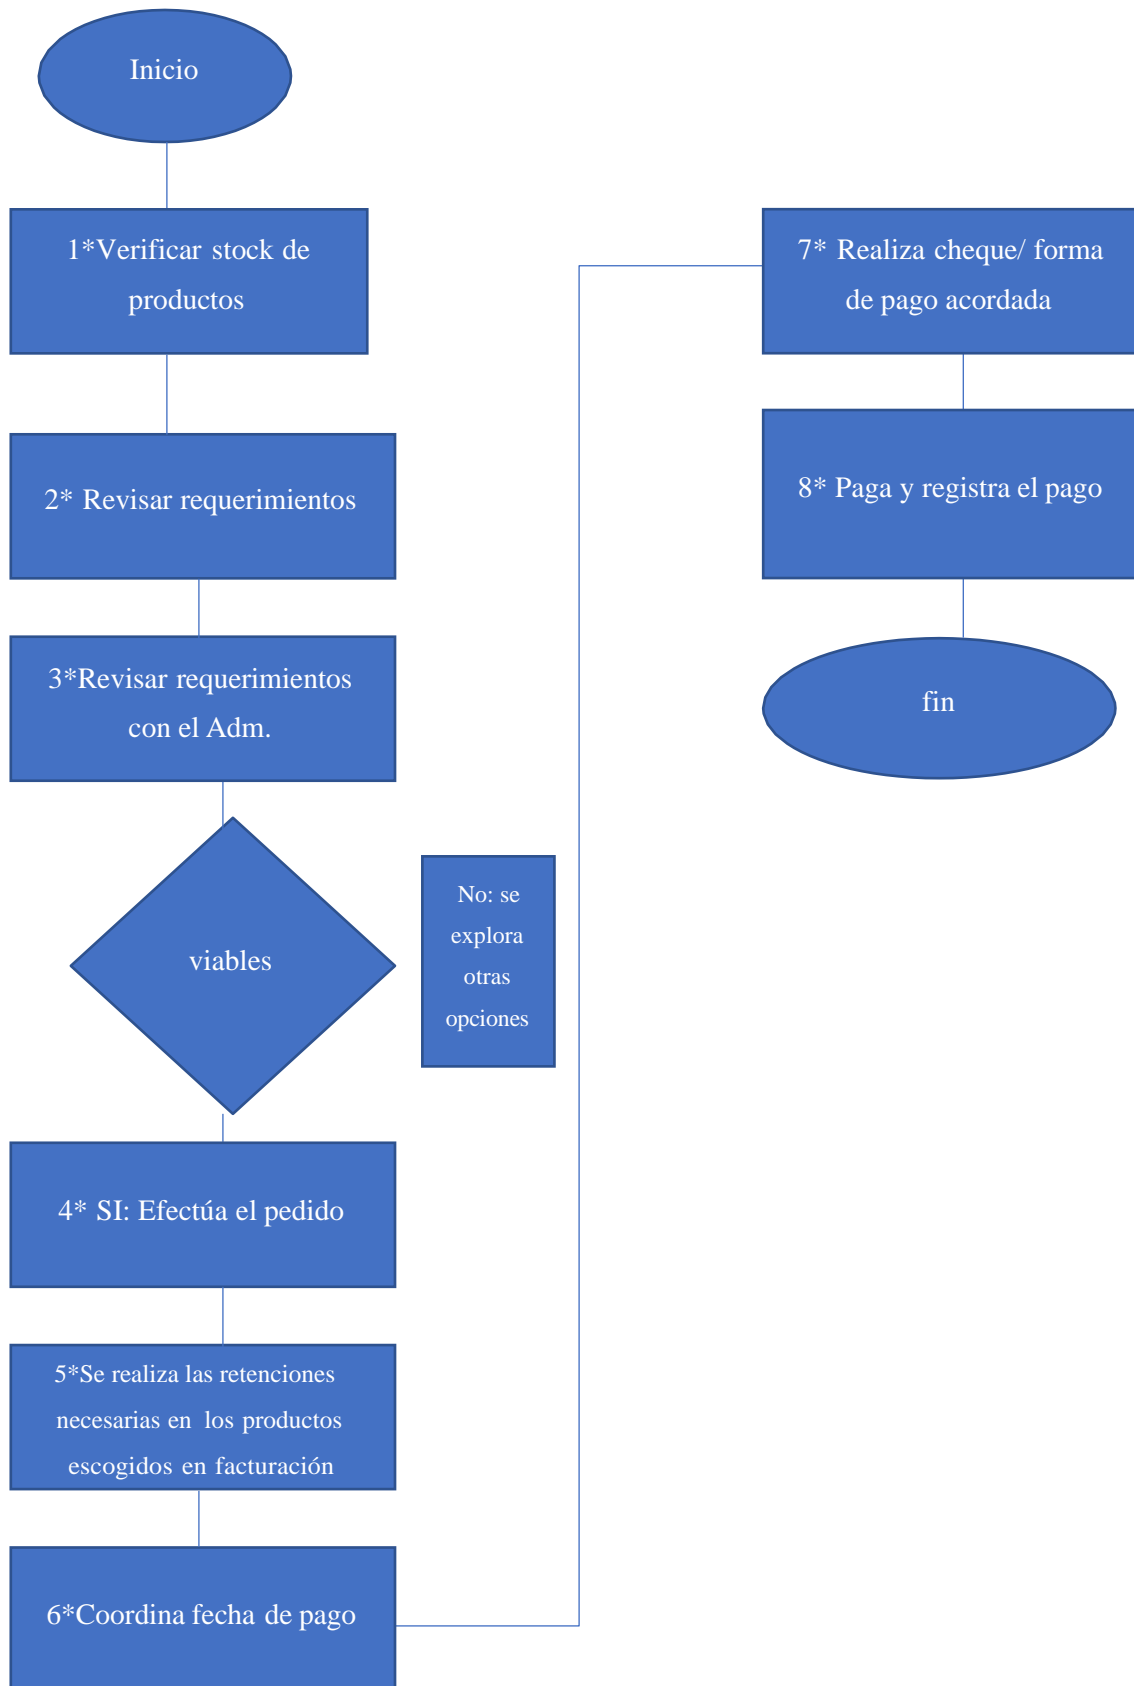 Inicio
1*Verificar stock de
productos
2* Revisar requerimientos
3*Revisar requerimientos
con el Adm.
viables
No: se
explora
otras
opciones
4* SI: Efectúa el pedido
5*Se realiza las retenciones
necesarias en los productos
escogidos en facturación
6*Coordina fecha de pago
7* Realiza cheque/ forma
de pago acordada
8* Paga y registra el pago
fin